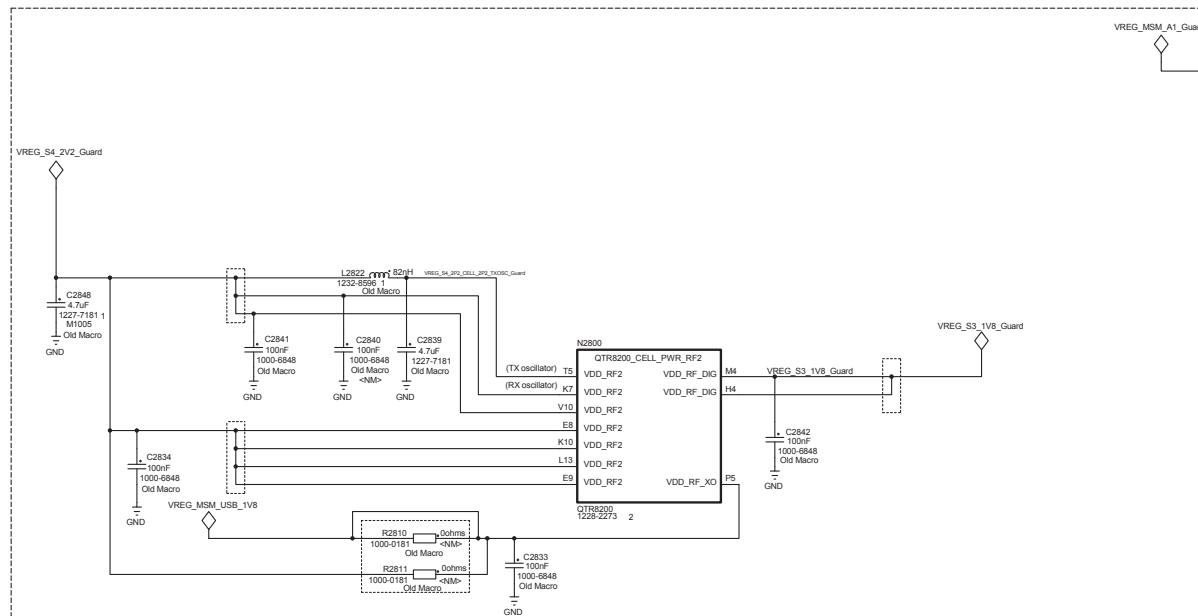 VREG_MSM_A1_Gua
VREG_S4_2V2_Guard
L2822
82nH
VREG_S4_2P2_CELL_2P2_TXOSC_Guard
1232-8596 1
Old Macro
C2848
4.7uF
1227-7181 1
M1005
Old Macro
GND
C2841
100nF
1000-6848
Old Macro
GND
C2840
100nF
1000-6848
Old Macro
<NM>
GND
C2839
4.7uF
1227-7181
Old Macro
GND
VREG_S3_1V8_Guard
N2800
QTR8200_CELL_PWR_RF2
(TX oscillator) T5 VDD_RF2
(RX oscillator) K7 VDD_RF2
V10 VDD_RF2
E8 VDD_RF2
K10 VDD_RF2
L13 VDD_RF2
E9 VDD_RF2
VDD_RF_DIG M4 VREG_S3_1V8_Guard
VDD_RF_DIG H4
VDD_RF_XO P5
QTR8200
1228-2273 2
C2842
100nF
1000-6848
Old Macro
GND
C2834
100nF
1000-6848
Old Macro
GND
VREG_MSM_USB_1V8
R2810 0ohms
1000-0181 <NM>
Old Macro
R2811 0ohms
1000-0181 <NM>
Old Macro
C2833
100nF
1000-6848
Old Macro
GND